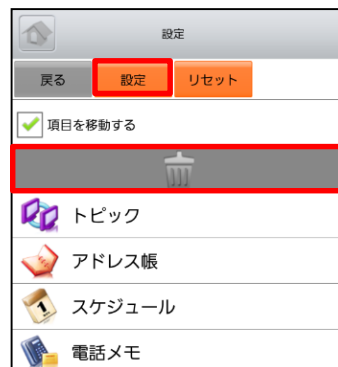 設定
戻る 設定 リセット
項目を移動する
トピック
アドレス帳
1 スケジュール
電話メモ